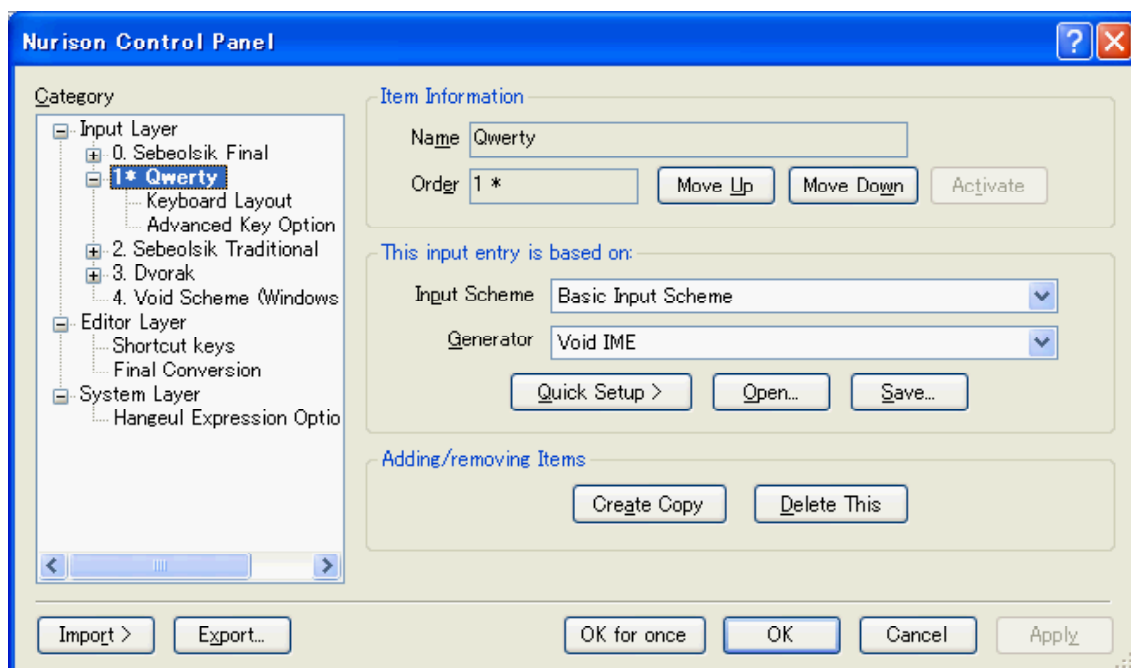 Nurison Control Panel
Category
Input Layer
0. Sebeolsik Final
1* Qwerty
Keyboard Layout
Advanced Key Option
2. Sebeolsik Traditional
3. Dvorak
4. Void Scheme (Windows
Editor Layer
Shortcut keys
Final Conversion
System Layer
Hangeul Expression Optio
Item Information
Name Qwerty
Order 1 * Move Up Move Down Activate
This input entry is based on:
Input Scheme Basic Input Scheme
Generator Void IME
Quick Setup > Open... Save...
Adding/removing Items
Create Copy Delete This
Import > Export... OK for once OK Cancel Apply